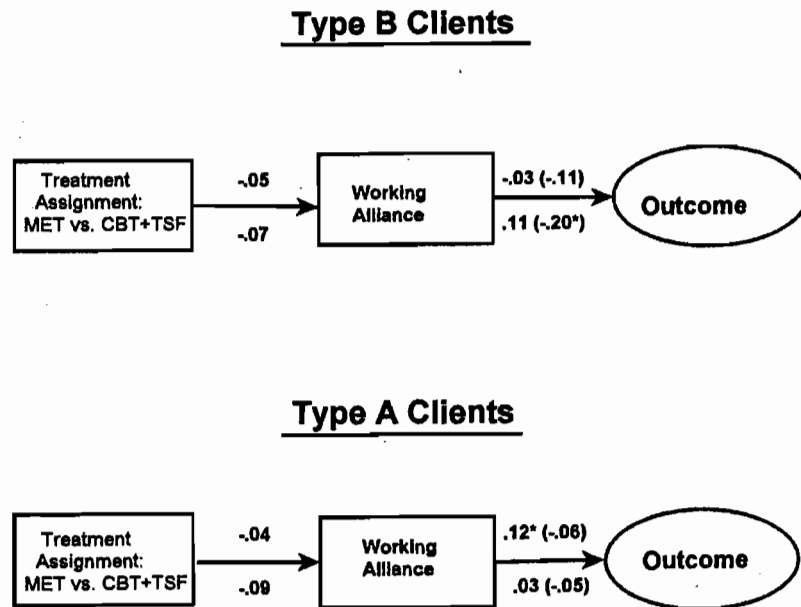 Type B Clients
Treatment
Assignment:
MET vs. CBT+TSF
-.05
-.07
Working
Alliance
-.03 (-.11)
.11 (-.20*)
Outcome
Type A Clients
Treatment
Assignment:
MET vs. CBT+TSF
-.04
-.09
Working
Alliance
.12* (-.06)
.03 (-.05)
Outcome